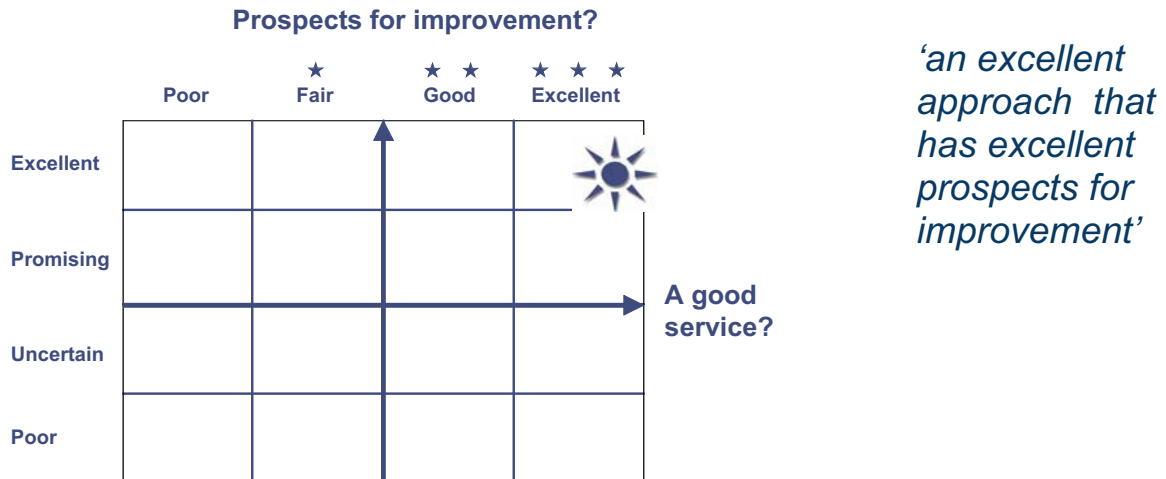 Prospects for improvement?
★ ★ ★ ★ ★ ★
Poor Fair Good Excellent
Excellent
Promising
Uncertain
Poor
A good
service?
‘an excellent
approach that
has excellent
prospects for
improvement’